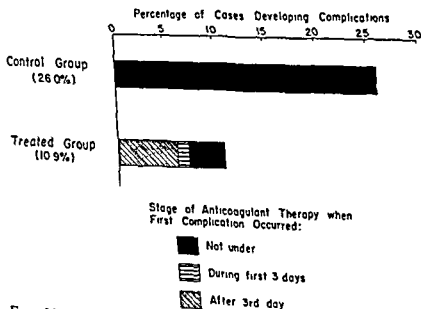 Percentage of Cases Developing Complications
0 5 10 15 20 25 30
Control Group
(26.0%)
Treated Group
(10.9%)
Stage of Anticoagulant Therapy when
First Complication Occurred:
Not under
During first 3 days
After 3rd day